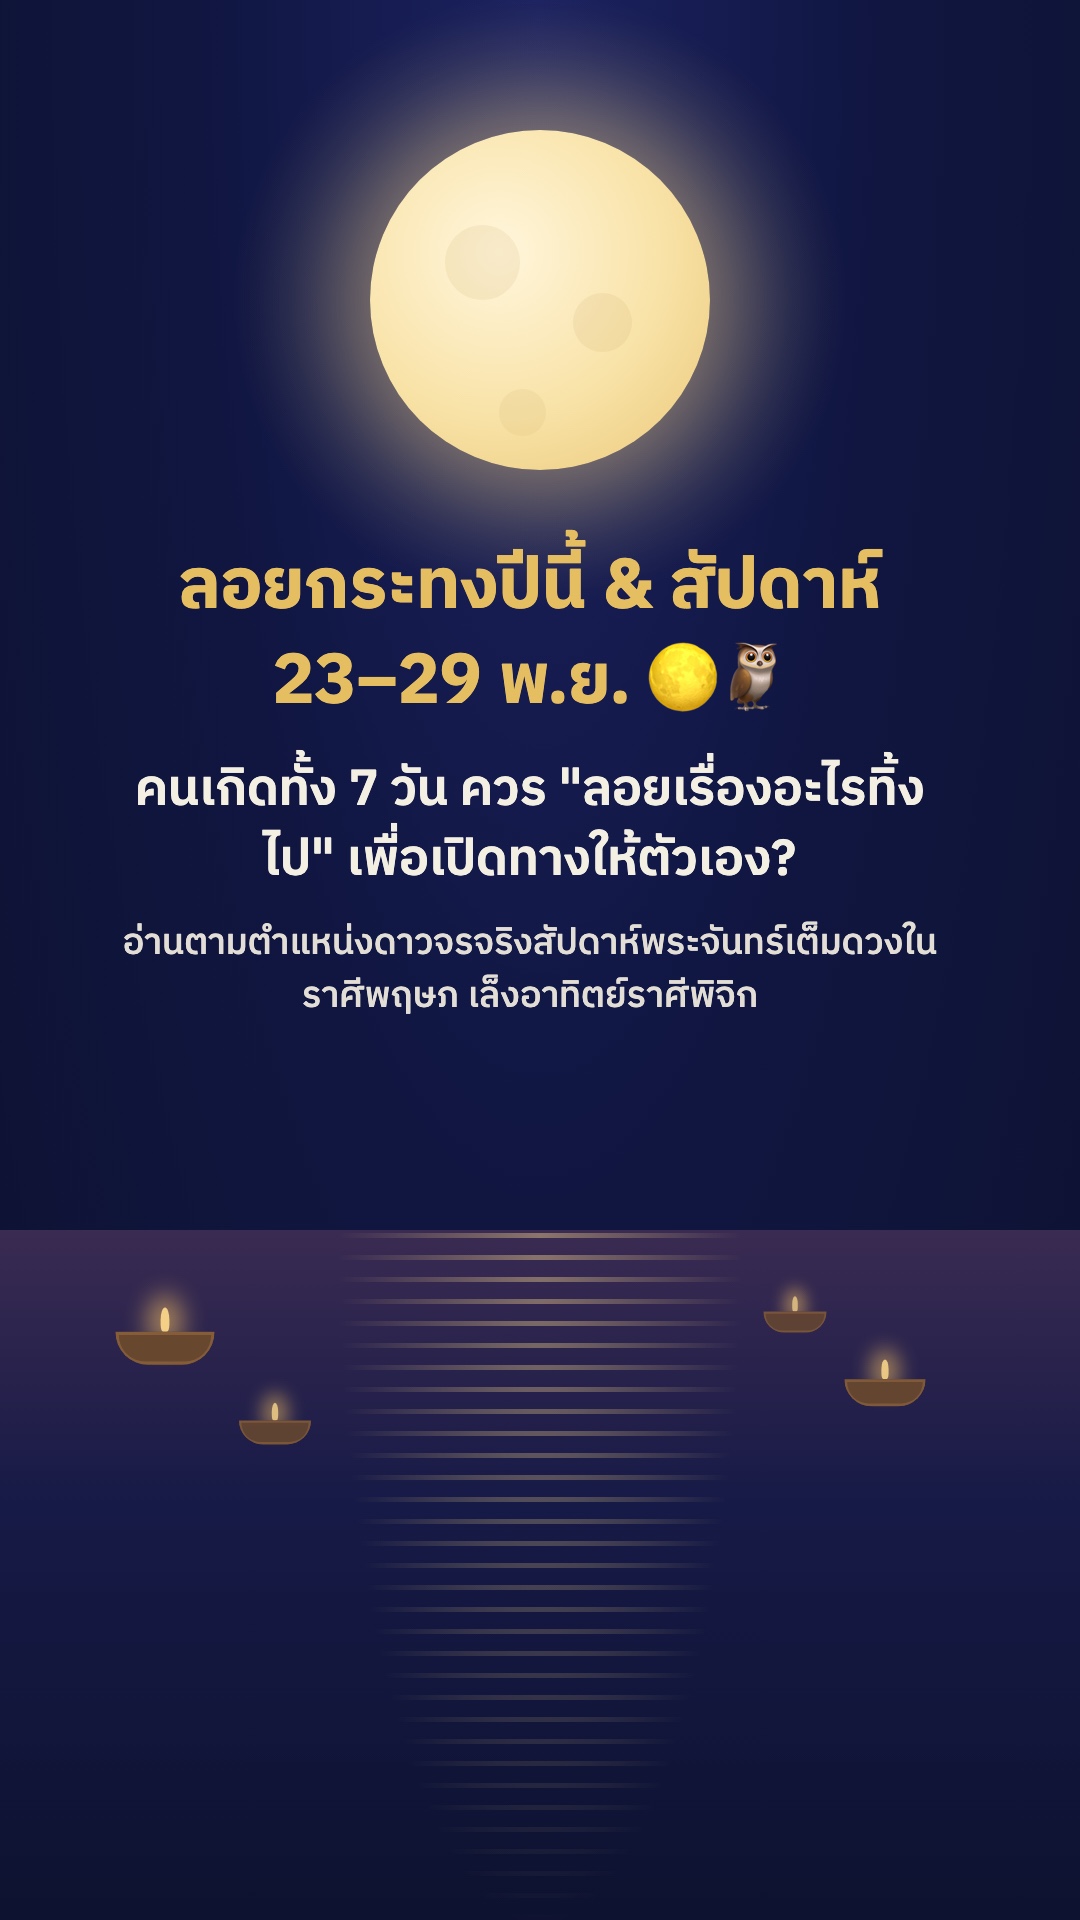 ลอยกระทงปีนี้ & สัปดาห์
23–29 พ.ย. 🌕🦉
คนเกิดทั้ง 7 วัน ควร "ลอยเรื่องอะไรทิ้ง
ไป" เพื่อเปิดทางให้ตัวเอง?
อ่านตามตำแหน่งดาวจรจริงสัปดาห์พระจันทร์เต็มดวงใน
ราศีพฤษภ เล็งอาทิตย์ราศีพิจิก